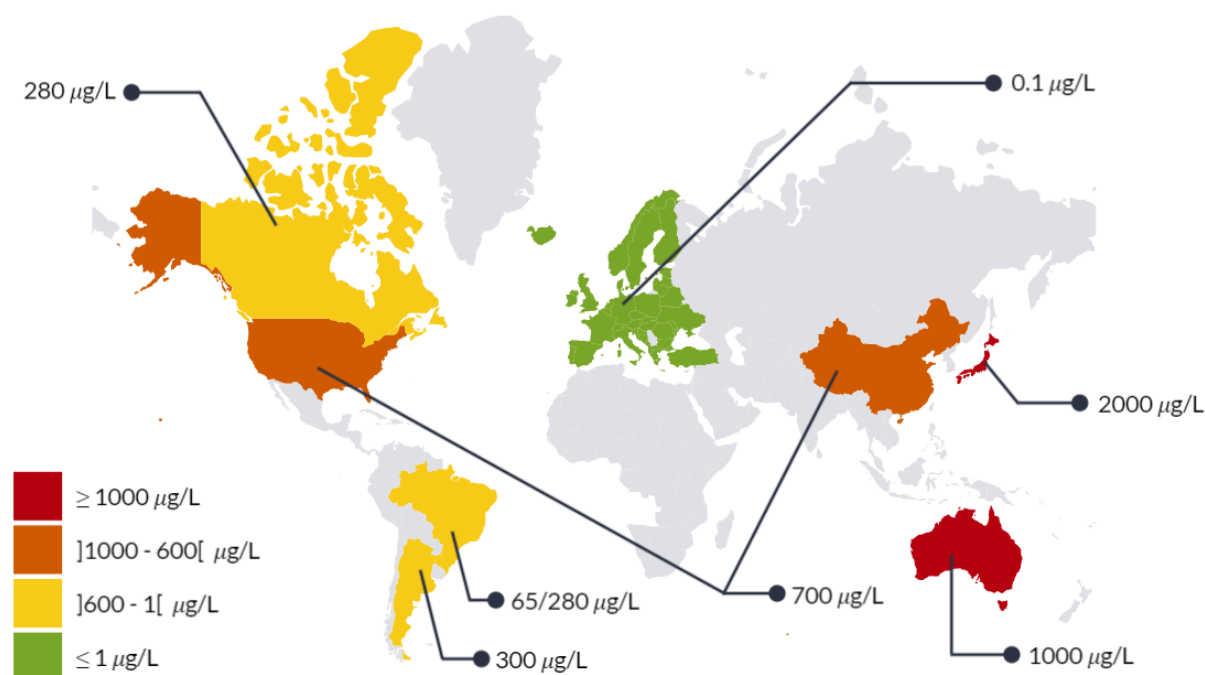 280 μg/L
0.1 μg/L
2000 μg/L
≥ 1000 μg/L
]1000 - 600[ μg/L
]600 - 1[ μg/L
≤ 1 μg/L
65/280 μg/L
300 μg/L
700 μg/L
1000 μg/L